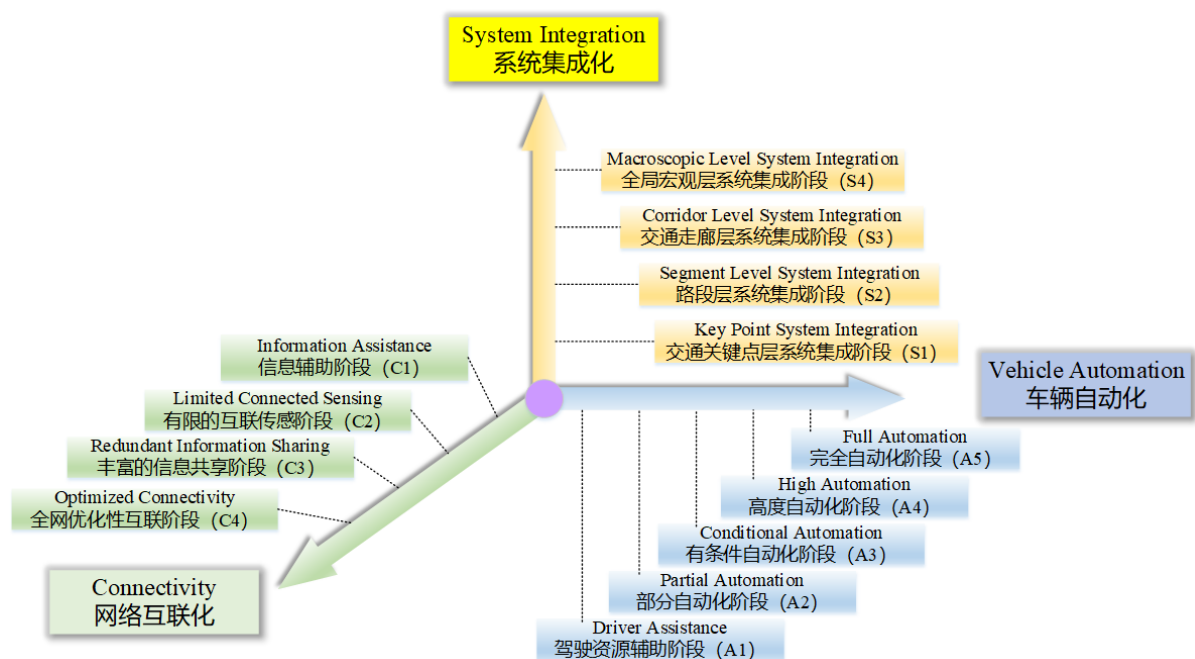 System Integration
系统集成化
Macroscopic Level System Integration
全局宏观层系统集成阶段（S4）
Corridor Level System Integration
交通走廊层系统集成阶段（S3）
Segment Level System Integration
路段层系统集成阶段（S2）
Key Point System Integration
交通关键点层系统集成阶段（S1）
Information Assistance
信息辅助阶段（C1）
Limited Connected Sensing
有限的互联传感阶段（C2）
Redundant Information Sharing
丰富的信息共享阶段（C3）
Optimized Connectivity
全网优化性互联阶段（C4）
Connectivity
网络互联化
Vehicle Automation
车辆自动化
Full Automation
完全自动化阶段（A5）
High Automation
高度自动化阶段（A4）
Conditional Automation
有条件自动化阶段（A3）
Partial Automation
部分自动化阶段（A2）
Driver Assistance
驾驶资源辅助阶段（A1）